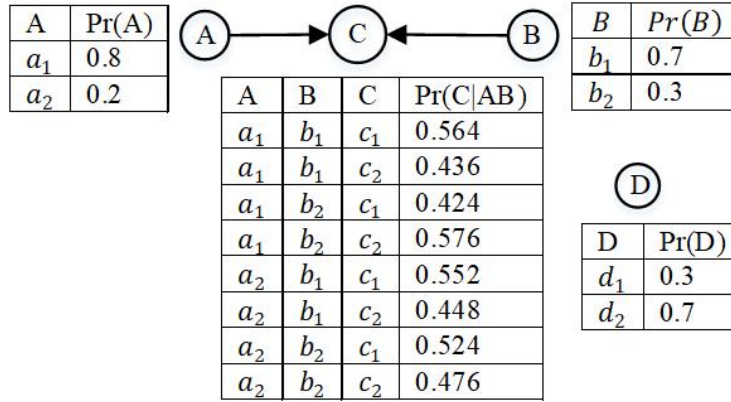 A Pr(A)
a₁ 0.8
a₂ 0.2
A
C
B
B Pr(B)
b₁ 0.7
b₂ 0.3
A B C Pr(C|AB)
a₁ b₁ c₁ 0.564
a₁ b₁ c₂ 0.436
a₁ b₂ c₁ 0.424
a₁ b₂ c₂ 0.576
a₂ b₁ c₁ 0.552
a₂ b₁ c₂ 0.448
a₂ b₂ c₁ 0.524
a₂ b₂ c₂ 0.476
D
D Pr(D)
d₁ 0.3
d₂ 0.7